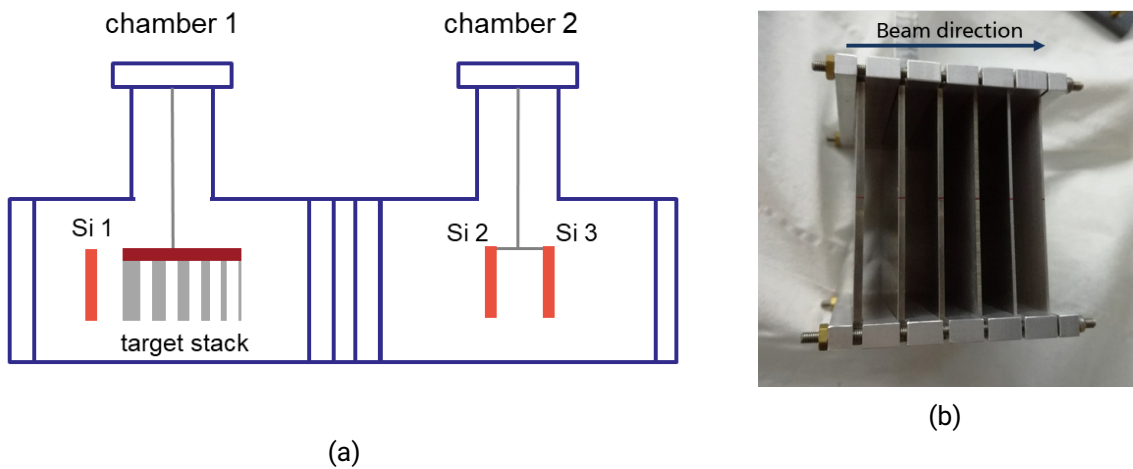 chamber 1
chamber 2
Beam direction
Si 1
Si 2
Si 3
target stack
(a)
(b)